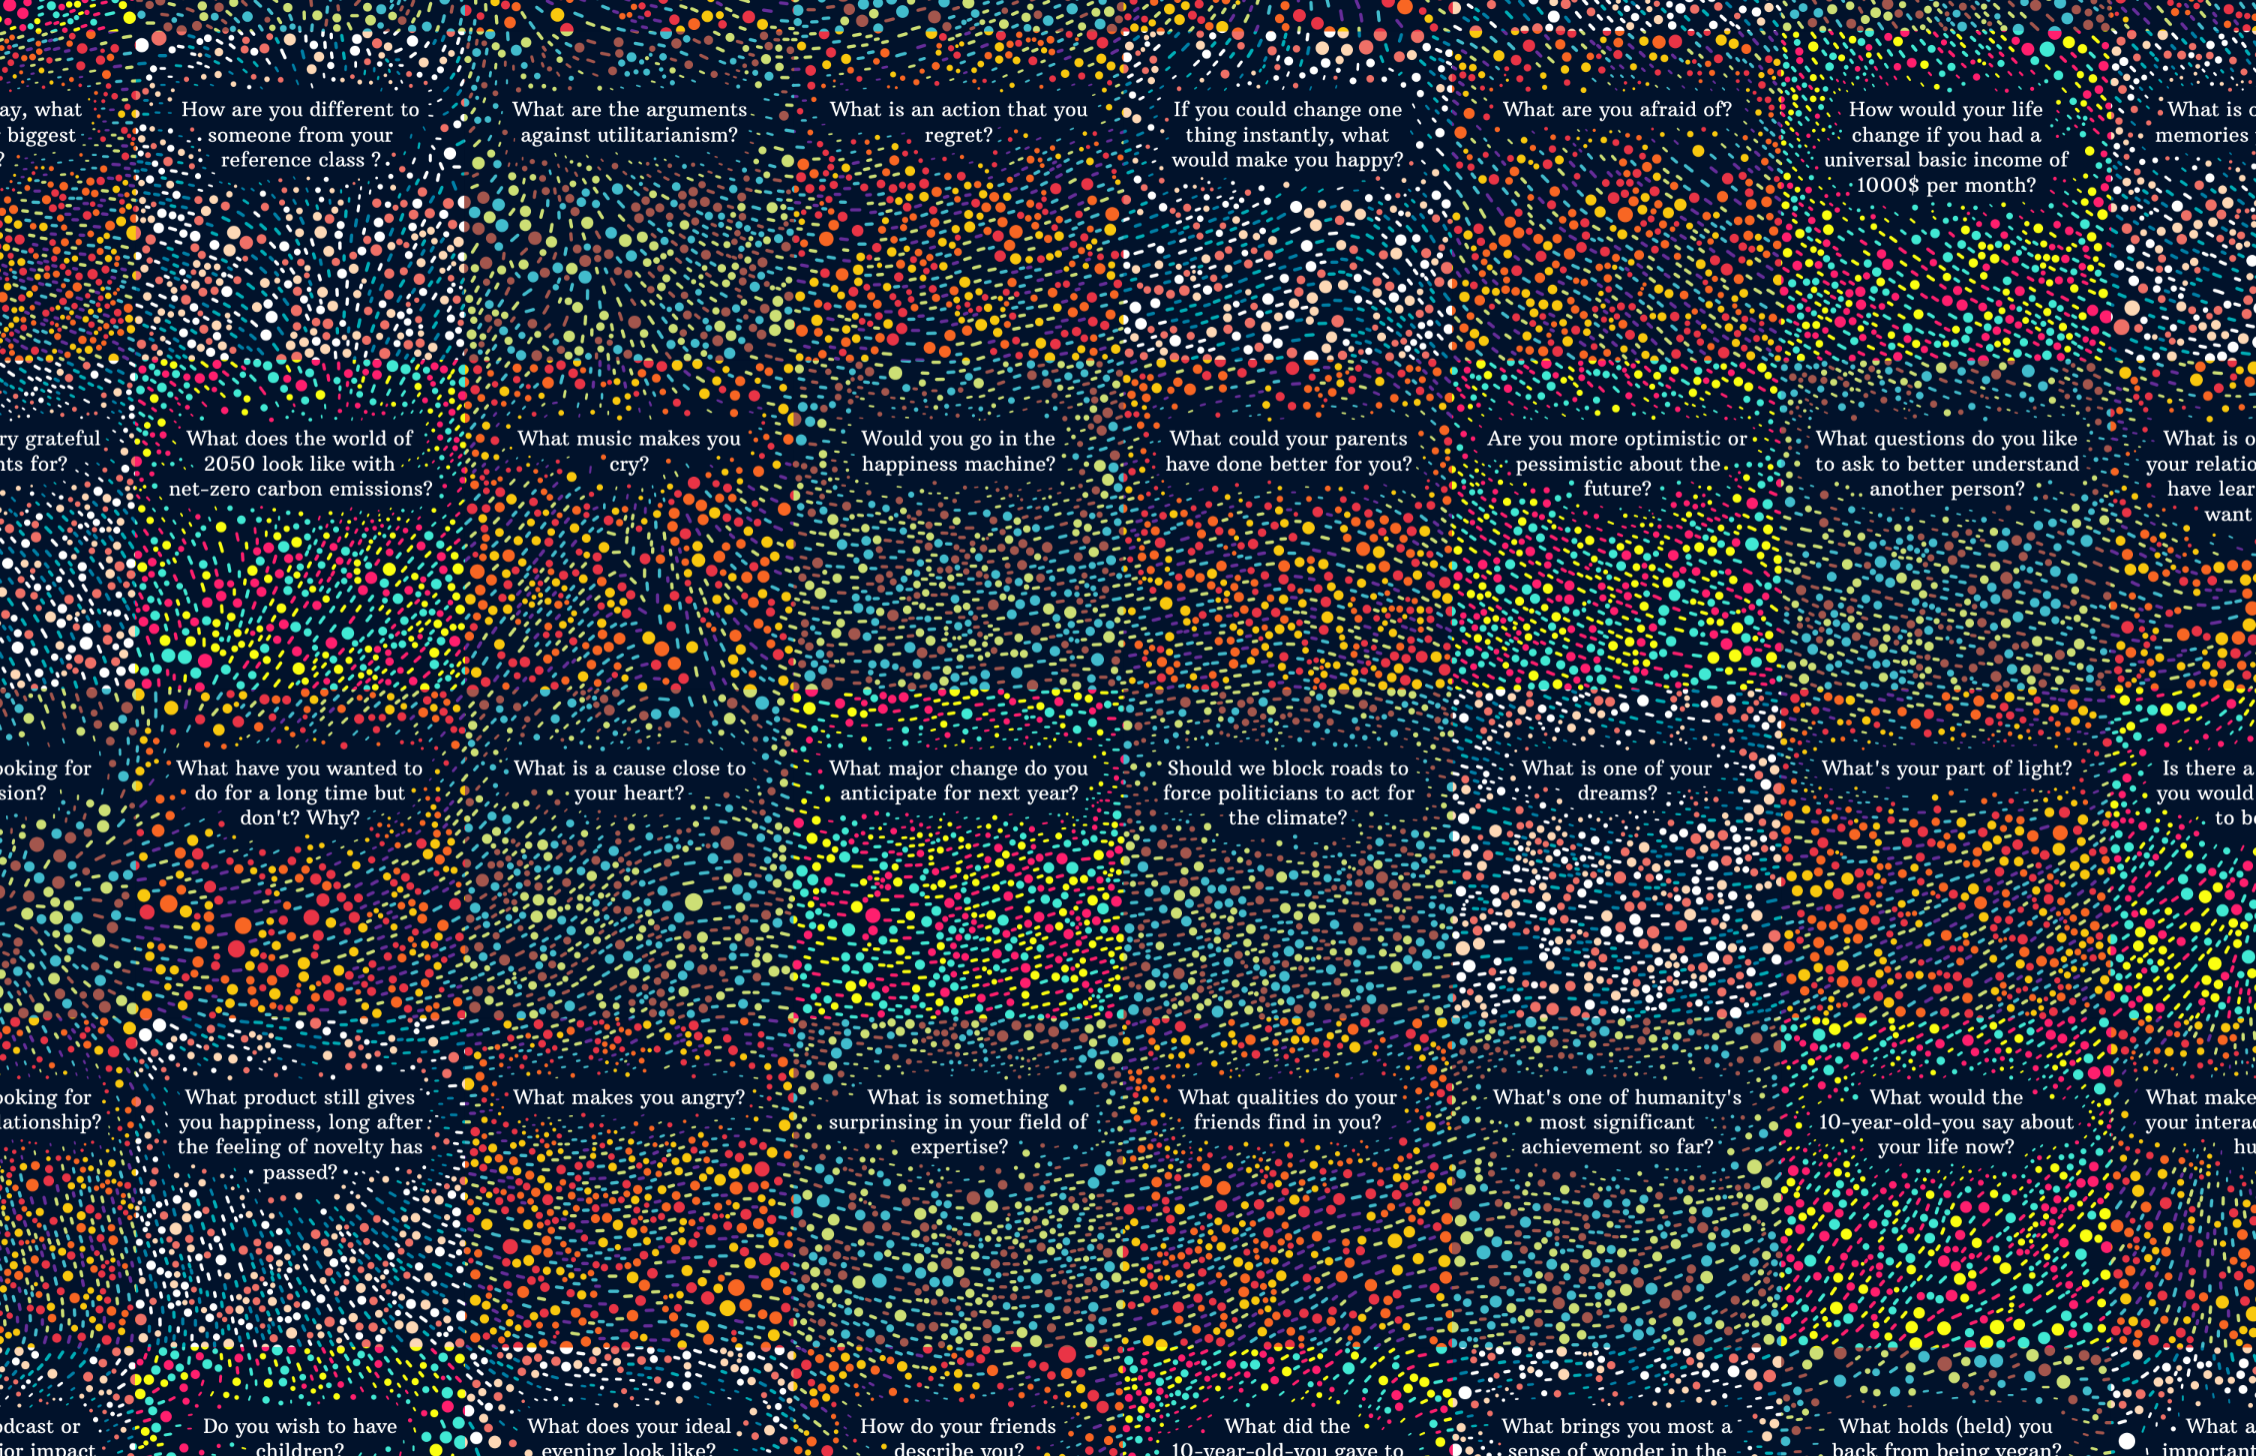 ay, what
biggest
?
How are you different to
someone from your
reference class ?
What are the arguments
against utilitarianism?
What is an action that you
regret?
If you could change one
thing instantly, what
would make you happy?
What are you afraid of?
How would your life
change if you had a
universal basic income of
1000$ per month?
What is o
memories
ry grateful
nts for?
What does the world of
2050 look like with
net-zero carbon emissions?
What music makes you
cry?
Would you go in the
happiness machine?
What could your parents
have done better for you?
Are you more optimistic or
pessimistic about the
future?
What questions do you like
to ask to better understand
another person?
What is o
your relatio
have lear
want
ooking for
sion?
What have you wanted to
do for a long time but
don't? Why?
What is a cause close to
your heart?
What major change do you
anticipate for next year?
Should we block roads to
force politicians to act for
the climate?
What is one of your
dreams?
What's your part of light?
Is there a
you would
to be
ooking for
lationship?
What product still gives
you happiness, long after
the feeling of novelty has
passed?
What makes you angry?
What is something
surprinsing in your field of
expertise?
What qualities do your
friends find in you?
What's one of humanity's
most significant
achievement so far?
What would the
10-year-old-you say about
your life now?
What make
your interac
hu
odcast or
jor impact
Do you wish to have
children?
What does your ideal
evening look like?
How do your friends
describe you?
What did the
10-year-old-you gave to
What brings you most a
sense of wonder in the
What holds (held) you
back from being vegan?
What a
important